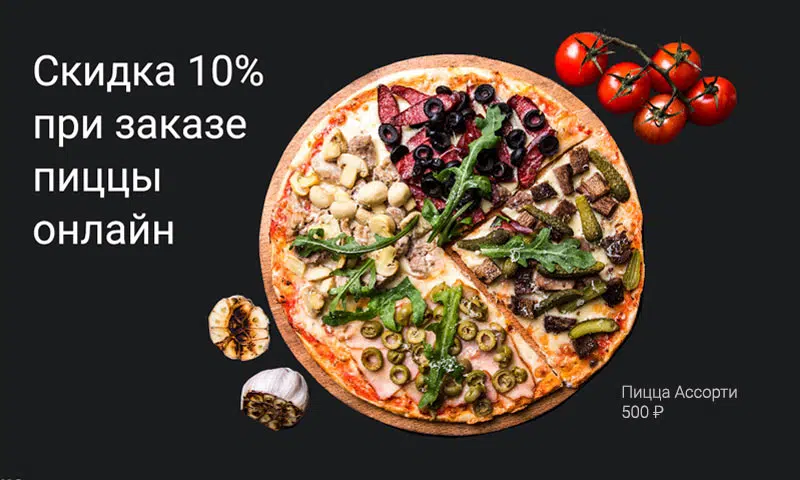 Скидка 10%
при заказе
пиццы
онлайн
Пицца Ассорти
500 ₽